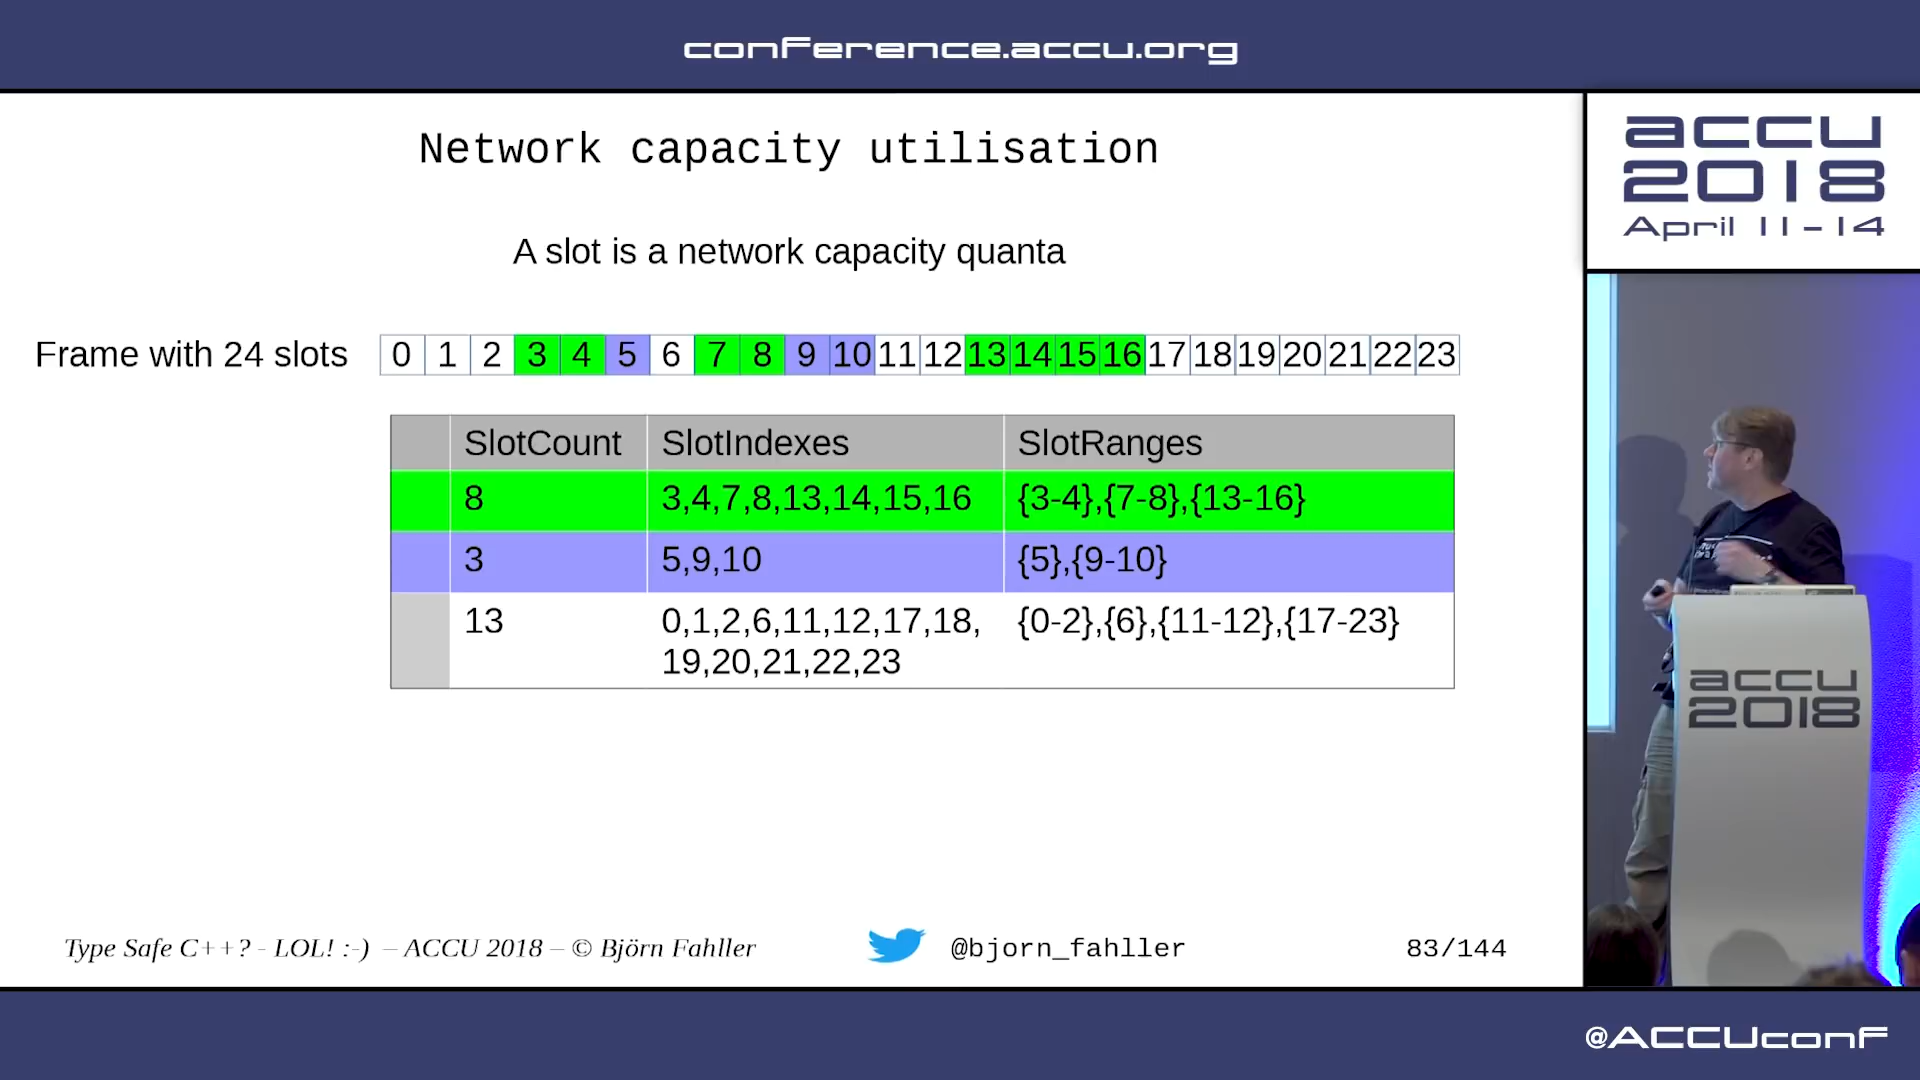 conference.accu.org
Network capacity utilisation
A slot is a network capacity quanta
Frame with 24 slots 0 1 2 3 4 5 6 7 8 9 10 11 12 13 14 15 16 17 18 19 20 21 22 23
SlotCount SlotIndexes SlotRanges
8 3,4,7,8,13,14,15,16 {3-4},{7-8},{13-16}
3 5,9,10 {5},{9-10}
13 0,1,2,6,11,12,17,18, {0-2},{6},{11-12},{17-23}
19,20,21,22,23
Type Safe C++? - LOL! :-) – ACCU 2018 – © Björn Fahller @bjorn_fahller 83/144
accu
2018
April 11-14
accu
2018
@ACCUconf